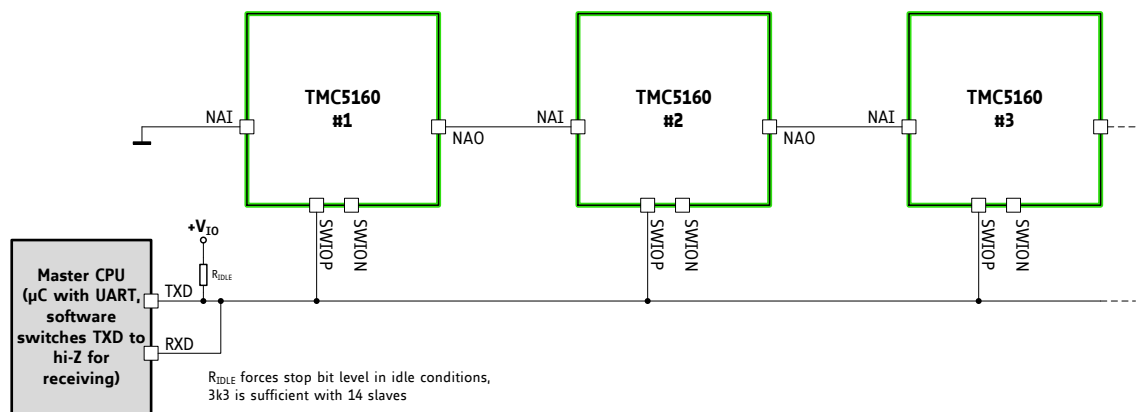 TMC5160
#1
TMC5160
#2
TMC5160
#3
NAI
NAO
NAI
NAO
NAI
SWIOP
SWION
SWIOP
SWION
SWIOP
SWION
+VIO
RIDLE
Master CPU
(µC with UART,
software
switches TXD to
hi-Z for
receiving)
TXD
RXD
RIDLE forces stop bit level in idle conditions,
3k3 is sufficient with 14 slaves